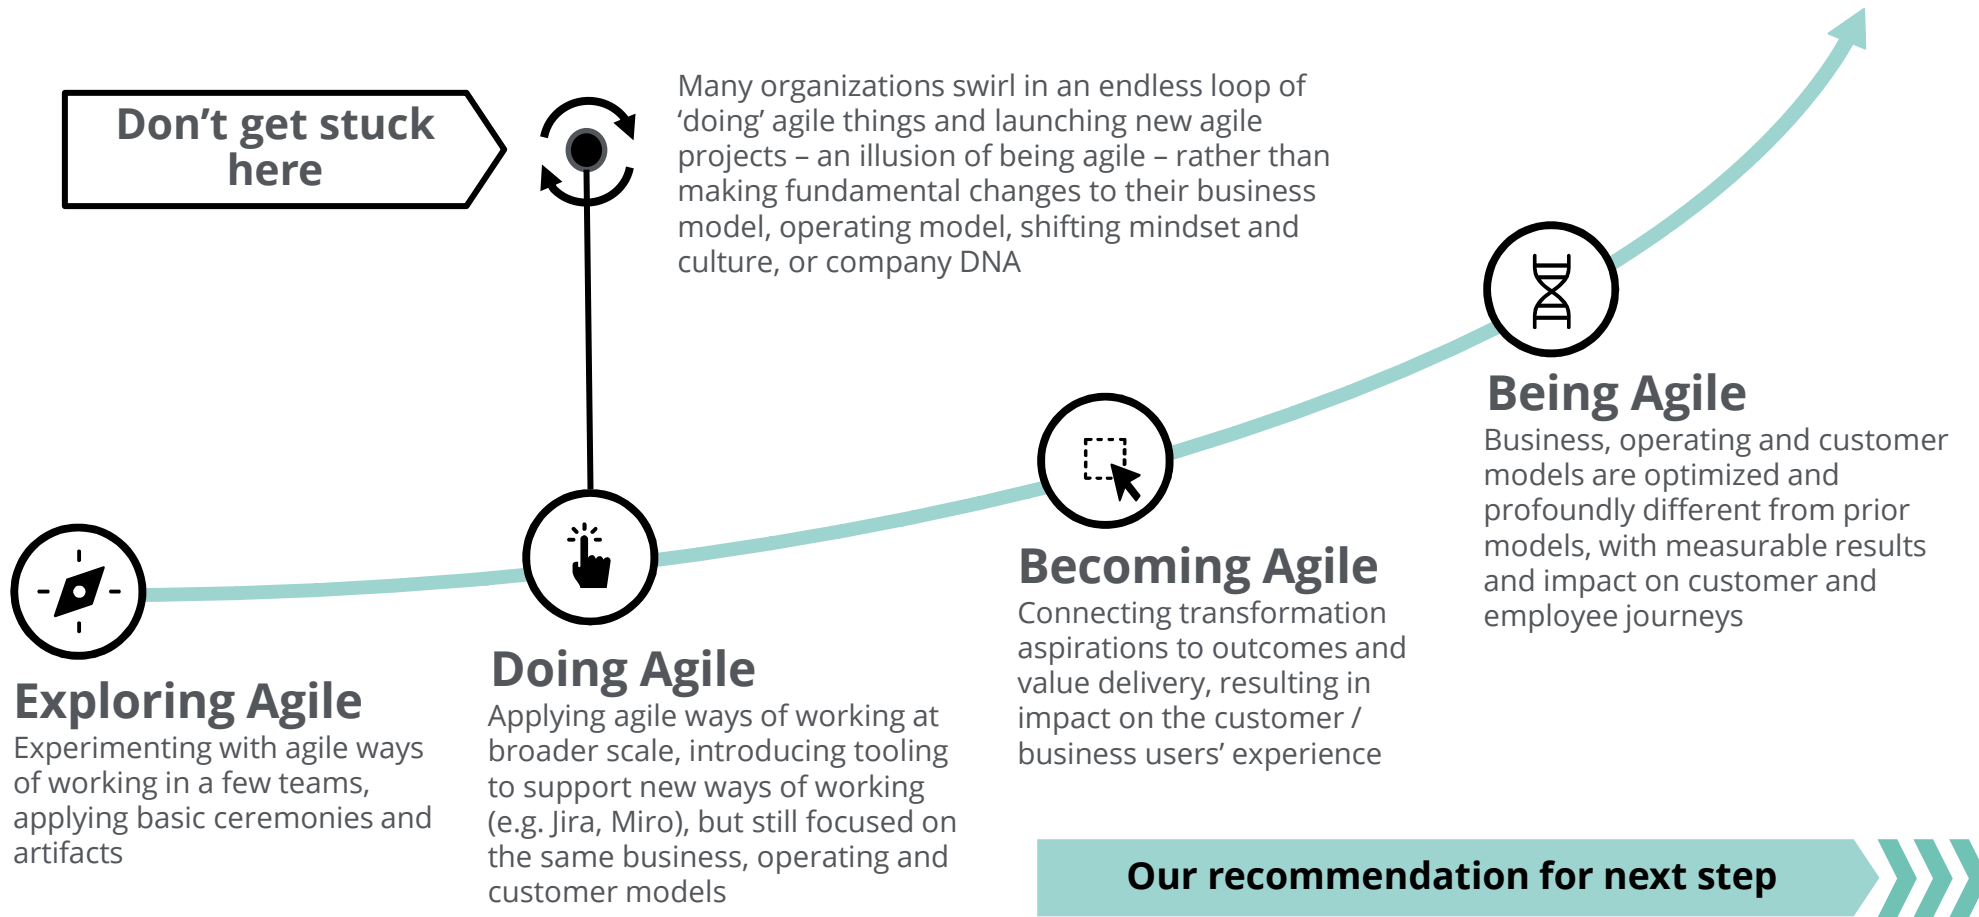 Don’t get stuck
here
Many organizations swirl in an endless loop of
‘doing’ agile things and launching new agile
projects – an illusion of being agile – rather than
making fundamental changes to their business
model, operating model, shifting mindset and
culture, or company DNA
Exploring Agile
Experimenting with agile ways
of working in a few teams,
applying basic ceremonies and
artifacts
Doing Agile
Applying agile ways of working at
broader scale, introducing tooling
to support new ways of working
(e.g. Jira, Miro), but still focused on
the same business, operating and
customer models
Becoming Agile
Connecting transformation
aspirations to outcomes and
value delivery, resulting in
impact on the customer /
business users’ experience
Being Agile
Business, operating and customer
models are optimized and
profoundly different from prior
models, with measurable results
and impact on customer and
employee journeys
Our recommendation for next step